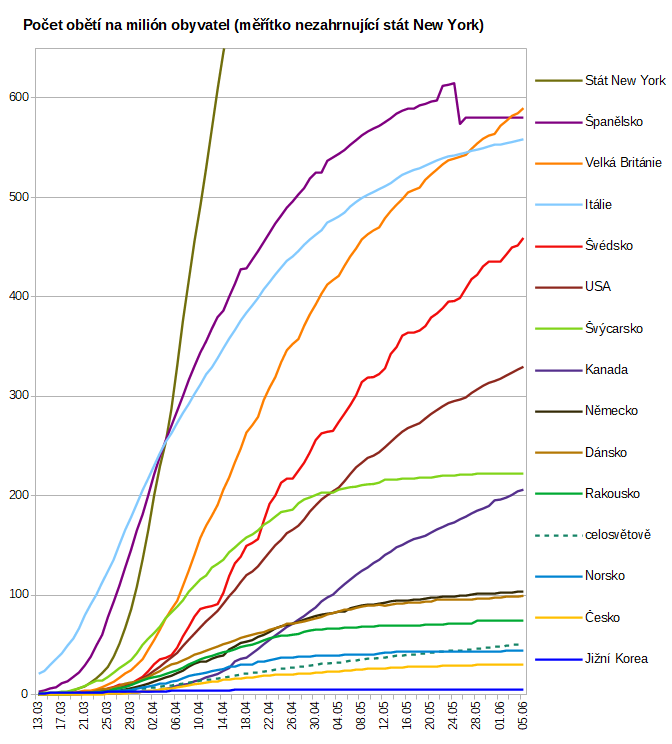 Počet obětí na milión obyvatel (měřítko nezahrnující stát New York)
600
500
400
300
200
100
0
13.03
17.03
21.03
25.03
29.03
02.04
06.04
10.04
14.04
18.04
22.04
26.04
30.04
04.05
08.05
12.05
16.05
20.05
24.05
28.05
01.06
05.06
Stát New York
Španělsko
Velká Británie
Itálie
Švédsko
USA
Švýcarsko
Kanada
Německo
Dánsko
Rakousko
celosvětově
Norsko
Česko
Jižní Korea